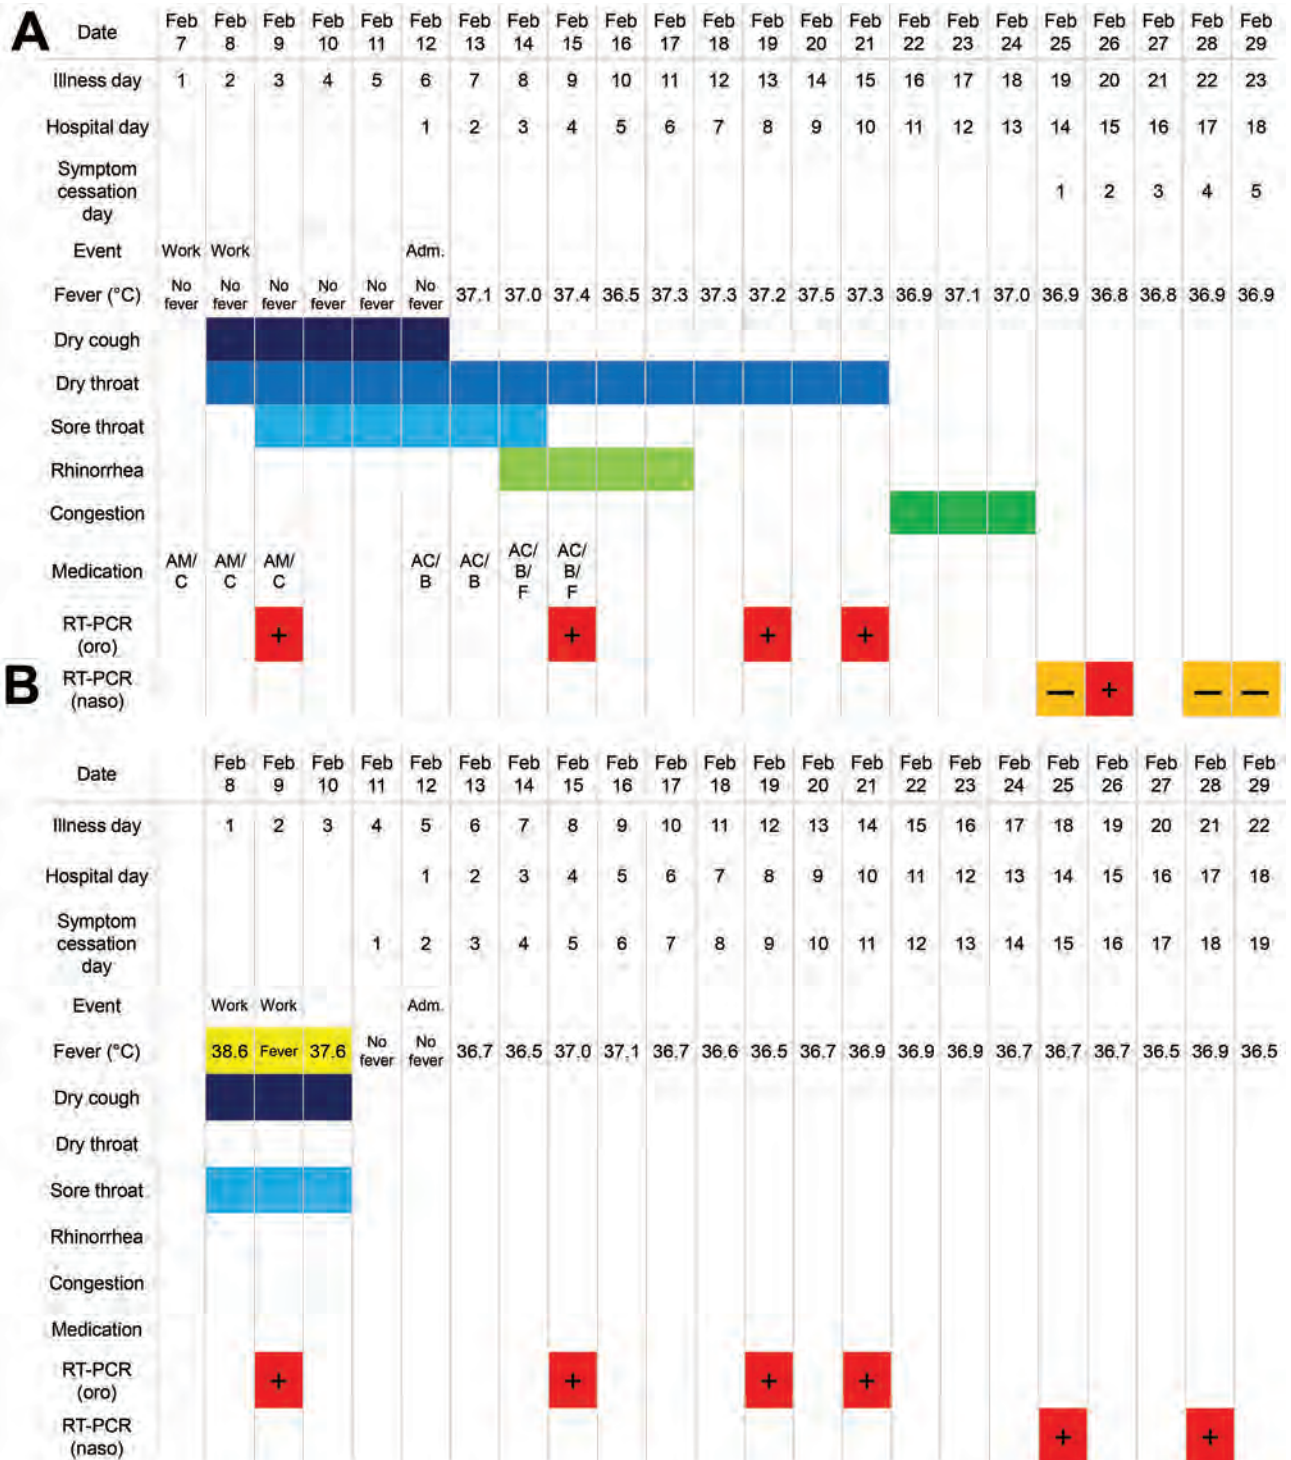 A
Date Feb 7 Feb 8 Feb 9 Feb 10 Feb 11 Feb 12 Feb 13 Feb 14 Feb 15 Feb 16 Feb 17 Feb 18 Feb 19 Feb 20 Feb 21 Feb 22 Feb 23 Feb 24 Feb 25 Feb 26 Feb 27 Feb 28 Feb 29
Illness day 1 2 3 4 5 6 7 8 9 10 11 12 13 14 15 16 17 18 19 20 21 22 23
Hospital day 1 2 3 4 5 6 7 8 9 10 11 12 13 14 15 16 17 18
Symptom cessation day 1 2 3 4 5
Event Work Work Adm.
Fever (°C) No fever No fever No fever No fever No fever No fever 37.1 37.0 37.4 36.5 37.3 37.3 37.2 37.5 37.3 36.9 37.1 37.0 36.9 36.8 36.8 36.9 36.9
Dry cough
Dry throat
Sore throat
Rhinorrhea
Congestion
Medication AM/C AM/C AM/C AC/B AC/B AC/B/F AC/B/F
RT-PCR (oro) + + + +
B
RT-PCR (naso) — + — —
Date Feb 8 Feb 9 Feb 10 Feb 11 Feb 12 Feb 13 Feb 14 Feb 15 Feb 16 Feb 17 Feb 18 Feb 19 Feb 20 Feb 21 Feb 22 Feb 23 Feb 24 Feb 25 Feb 26 Feb 27 Feb 28 Feb 29
Illness day 1 2 3 4 5 6 7 8 9 10 11 12 13 14 15 16 17 18 19 20 21 22
Hospital day 1 2 3 4 5 6 7 8 9 10 11 12 13 14 15 16 17 18
Symptom cessation day 1 2 3 4 5 6 7 8 9 10 11 12 13 14 15 16 17 18 19
Event Work Work Adm.
Fever (°C) 38.6 Fever 37.6 No fever No fever 36.7 36.5 37.0 37.1 36.7 36.6 36.5 36.7 36.9 36.9 36.9 36.7 36.7 36.7 36.5 36.9 36.5
Dry cough
Dry throat
Sore throat
Rhinorrhea
Congestion
Medication
RT-PCR (oro) + + + +
RT-PCR (naso) + +